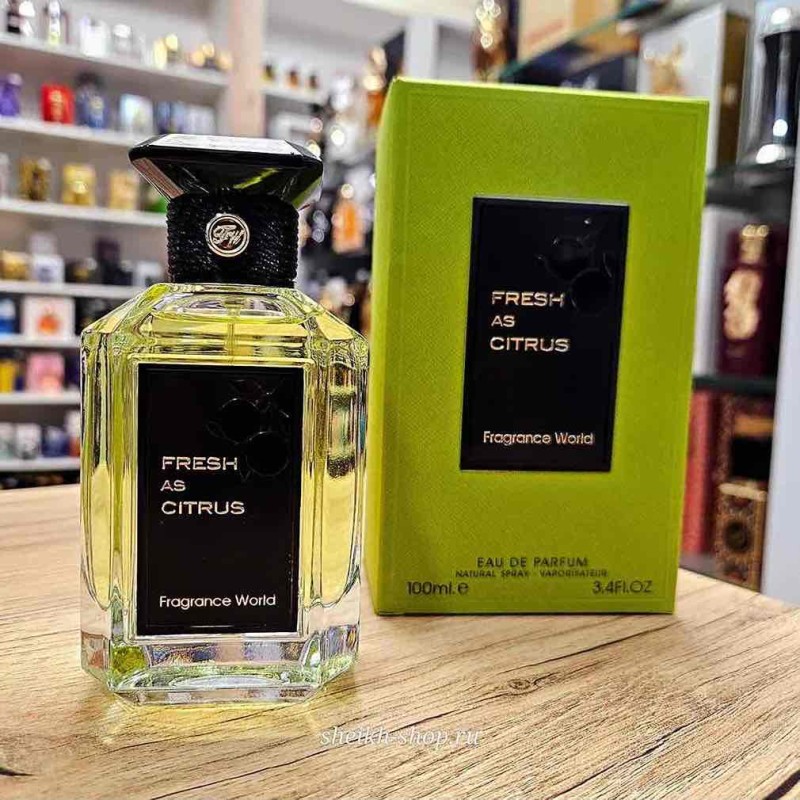 FW
FRESH
AS
CITRUS
Fragrance World
FRESH
AS
CITRUS
Fragrance World
EAU DE PARFUM
NATURAL SPRAY - VAPORISATEUR
100ml.e
3.4Fl.OZ
sheikh-shop.ru